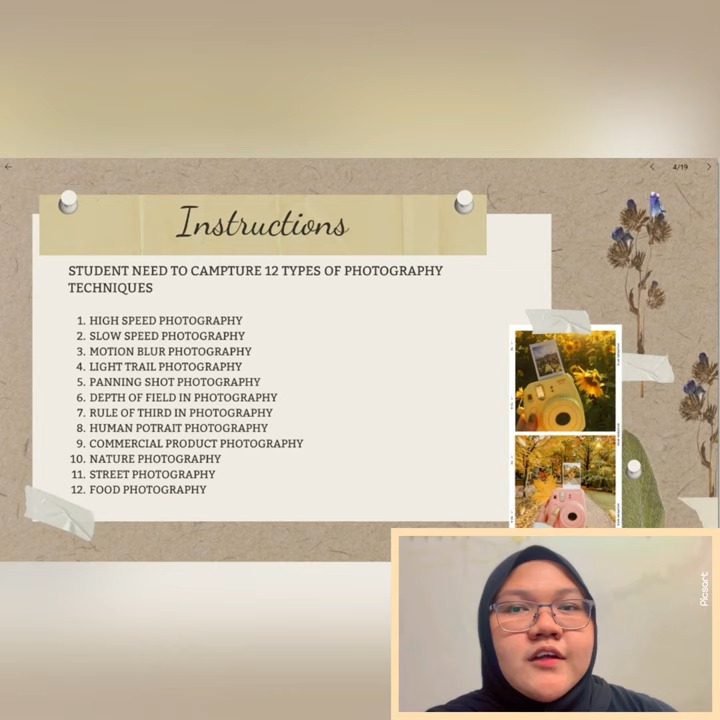 4/19
Instructions
STUDENT NEED TO CAMPTURE 12 TYPES OF PHOTOGRAPHY
TECHNIQUES
1. HIGH SPEED PHOTOGRAPHY
2. SLOW SPEED PHOTOGRAPHY
3. MOTION BLUR PHOTOGRAPHY
4. LIGHT TRAIL PHOTOGRAPHY
5. PANNING SHOT PHOTOGRAPHY
6. DEPTH OF FIELD IN PHOTOGRAPHY
7. RULE OF THIRD IN PHOTOGRAPHY
8. HUMAN POTRAIT PHOTOGRAPHY
9. COMMERCIAL PRODUCT PHOTOGRAPHY
10. NATURE PHOTOGRAPHY
11. STREET PHOTOGRAPHY
12. FOOD PHOTOGRAPHY
Picsart